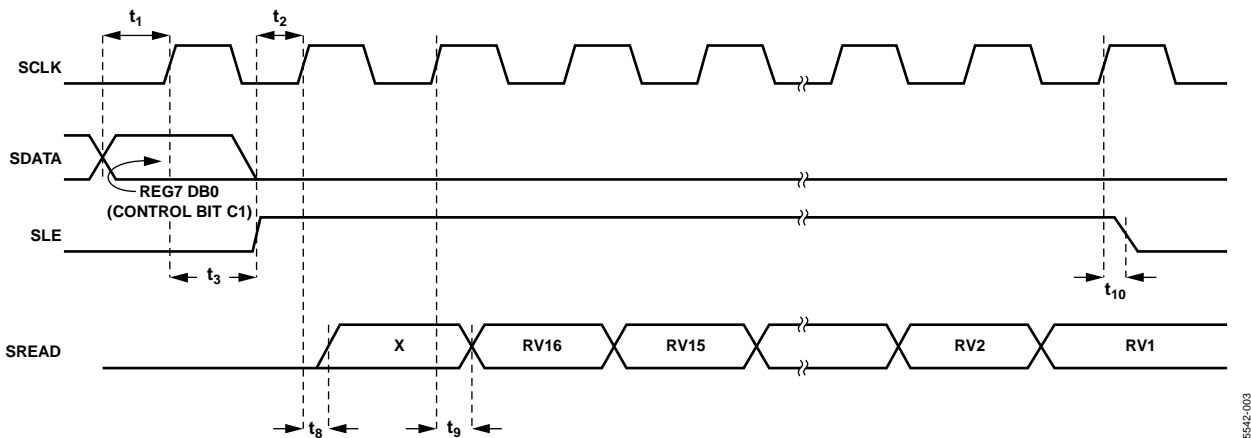 t1
t2
SCLK
SDATA
REG7 DB0
(CONTROL BIT C1)
SLE
t3
t10
SREAD
X
RV16
RV15
RV2
RV1
t8
t9
5542-003